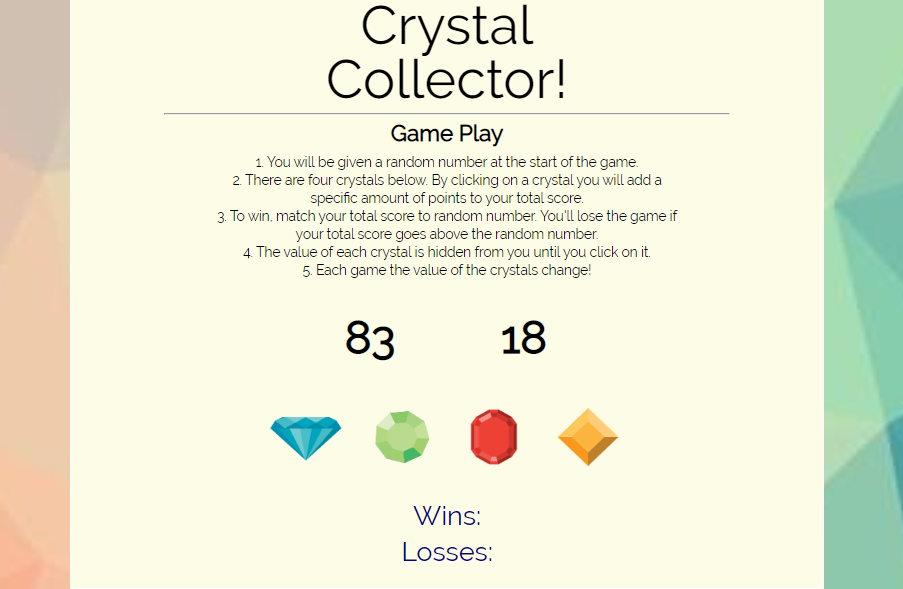 Crystal
Collector!
Game Play
1. You will be given a random number at the start of the game.
2. There are four crystals below. By clicking on a crystal you will add a
specific amount of points to your total score.
3. To win, match your total score to random number. You'll lose the game if
your total score goes above the random number.
4. The value of each crystal is hidden from you until you click on it.
5. Each game the value of the crystals change!
83 18
Wins:
Losses: